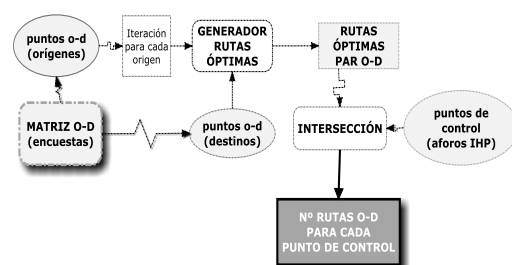 puntos o-d
(orígenes)
Iteración
para cada
origen
GENERADOR
RUTAS
ÓPTIMAS
RUTAS
ÓPTIMAS
PAR O-D
MATRIZ O-D
(encuestas)
puntos o-d
(destinos)
INTERSECCIÓN
puntos de
control
(aforos IHP)
Nº RUTAS O-D
PARA CADA
PUNTO DE CONTROL